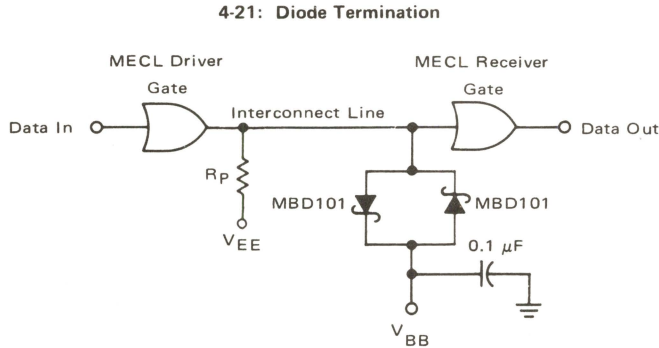 4-21: Diode Termination
MECL Driver
Gate
MECL Receiver
Gate
Data In
Interconnect Line
Data Out
RP
VEE
MBD101
MBD101
0.1 μF
VBB